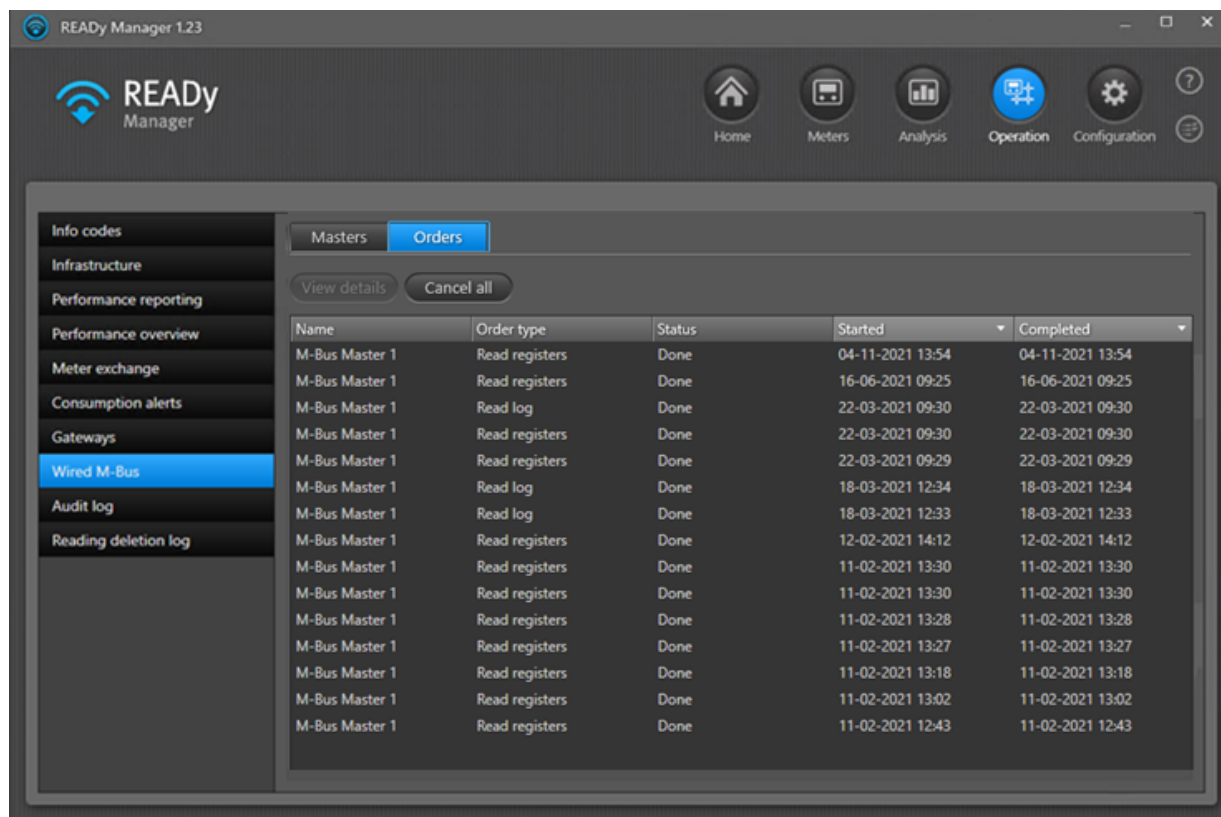 READy Manager 1.23
READy
Manager
Home Meters Analysis Operation Configuration
?
Info codes
Infrastructure
Performance reporting
Performance overview
Meter exchange
Consumption alerts
Gateways
Wired M-Bus
Audit log
Reading deletion log
Masters Orders
View details Cancel all
Name Order type Status Started Completed
M-Bus Master 1 Read registers Done 04-11-2021 13:54 04-11-2021 13:54
M-Bus Master 1 Read registers Done 16-06-2021 09:25 16-06-2021 09:25
M-Bus Master 1 Read log Done 22-03-2021 09:30 22-03-2021 09:30
M-Bus Master 1 Read registers Done 22-03-2021 09:30 22-03-2021 09:30
M-Bus Master 1 Read registers Done 22-03-2021 09:29 22-03-2021 09:29
M-Bus Master 1 Read log Done 18-03-2021 12:34 18-03-2021 12:34
M-Bus Master 1 Read log Done 18-03-2021 12:33 18-03-2021 12:33
M-Bus Master 1 Read registers Done 12-02-2021 14:12 12-02-2021 14:12
M-Bus Master 1 Read registers Done 11-02-2021 13:30 11-02-2021 13:30
M-Bus Master 1 Read registers Done 11-02-2021 13:30 11-02-2021 13:30
M-Bus Master 1 Read registers Done 11-02-2021 13:28 11-02-2021 13:28
M-Bus Master 1 Read registers Done 11-02-2021 13:27 11-02-2021 13:27
M-Bus Master 1 Read registers Done 11-02-2021 13:18 11-02-2021 13:18
M-Bus Master 1 Read registers Done 11-02-2021 13:02 11-02-2021 13:02
M-Bus Master 1 Read registers Done 11-02-2021 12:43 11-02-2021 12:43